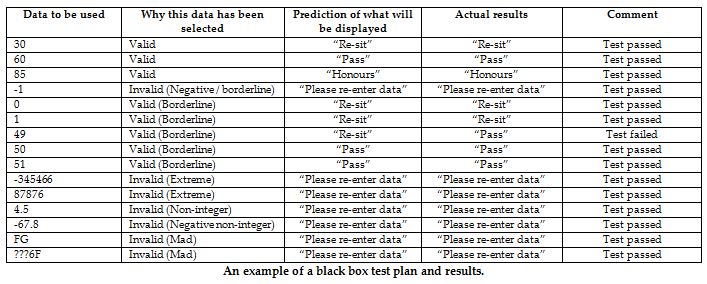 Data to be used Why this data has been selected Prediction of what will be displayed Actual results Comment
30 Valid “Re-sit” “Re-sit” Test passed
60 Valid “Pass” “Pass” Test passed
85 Valid “Honours” “Honours” Test passed
-1 Invalid (Negative / borderline) “Please re-enter data” “Please re-enter data” Test passed
0 Valid (Borderline) “Re-sit” “Re-sit” Test passed
1 Valid (Borderline) “Re-sit” “Re-sit” Test passed
49 Valid (Borderline) “Re-sit” “Pass” Test failed
50 Valid (Borderline) “Pass” “Pass” Test passed
51 Valid (Borderline) “Pass” “Pass” Test passed
-345466 Invalid (Extreme) “Please re-enter data” “Please re-enter data” Test passed
87876 Invalid (Extreme) “Please re-enter data” “Please re-enter data” Test passed
4.5 Invalid (Non-integer) “Please re-enter data” “Please re-enter data” Test passed
-67.8 Invalid (Negative non-integer) “Please re-enter data” “Please re-enter data” Test passed
FG Invalid (Mad) “Please re-enter data” “Please re-enter data” Test passed
???6F Invalid (Mad) “Please re-enter data” “Please re-enter data” Test passed
An example of a black box test plan and results.